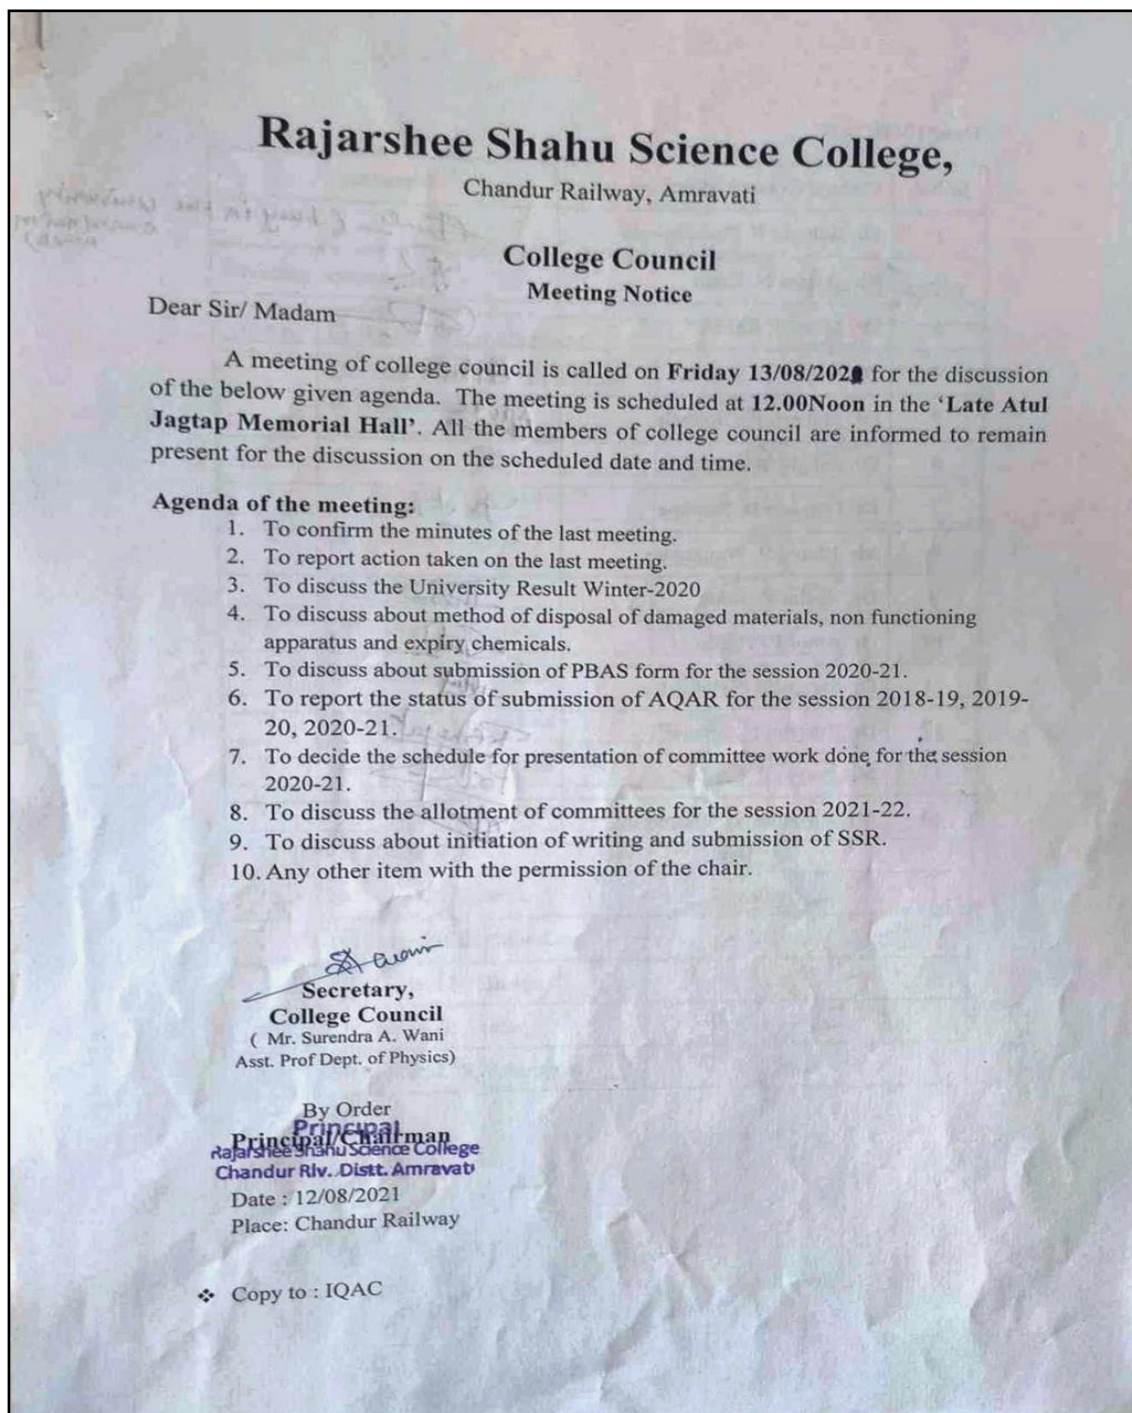 Rajarshee Shahu Science College,
Chandur Railway, Amravati
College Council
Meeting Notice
Dear Sir/ Madam
A meeting of college council is called on Friday 13/08/2021 for the discussion
of the below given agenda. The meeting is scheduled at 12.00Noon in the ‘Late Atul
Jagtap Memorial Hall’. All the members of college council are informed to remain
present for the discussion on the scheduled date and time.
Agenda of the meeting:
1. To confirm the minutes of the last meeting.
2. To report action taken on the last meeting.
3. To discuss the University Result Winter-2020
4. To discuss about method of disposal of damaged materials, non functioning
apparatus and expiry chemicals.
5. To discuss about submission of PBAS form for the session 2020-21.
6. To report the status of submission of AQAR for the session 2018-19, 2019-
20, 2020-21.
7. To decide the schedule for presentation of committee work done for the session
2020-21.
8. To discuss the allotment of committees for the session 2021-22.
9. To discuss about initiation of writing and submission of SSR.
10. Any other item with the permission of the chair.
Secretary,
College Council
( Mr. Surendra A. Wani
Asst. Prof Dept. of Physics)
By Order
Principal
Principal/Chairman
Rajarshee Shahu Science College
Chandur Rlv. Distt. Amravati
Date : 12/08/2021
Place: Chandur Railway
❖ Copy to : IQAC